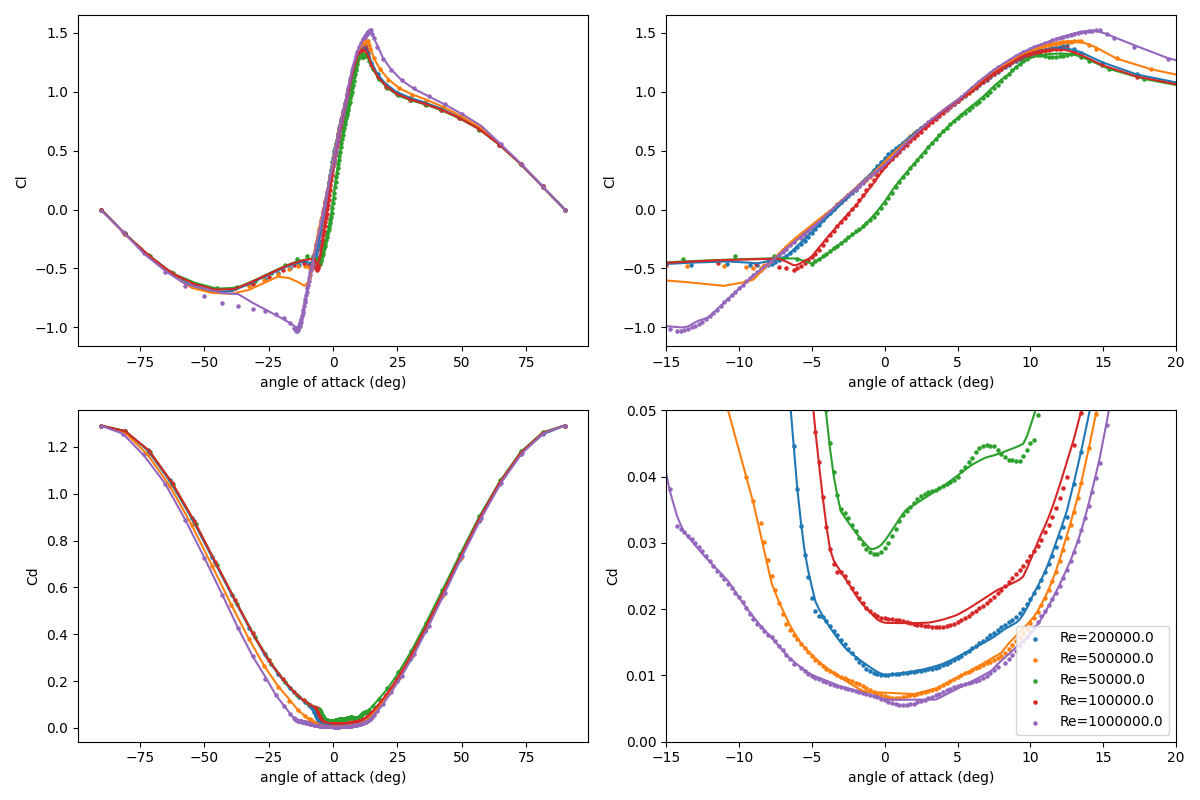 1.5
1.0
0.5
0.0
−0.5
−1.0
Cl
−75 −50 −25 0 25 50 75
angle of attack (deg)
1.5
1.0
0.5
0.0
−0.5
−1.0
Cl
−15 −10 −5 0 5 10 15 20
angle of attack (deg)
1.2
1.0
0.8
0.6
0.4
0.2
0.0
Cd
−75 −50 −25 0 25 50 75
angle of attack (deg)
0.05
0.04
0.03
0.02
0.01
0.00
Cd
Re=200000.0
Re=500000.0
Re=50000.0
Re=100000.0
Re=1000000.0
−15 −10 −5 0 5 10 15 20
angle of attack (deg)